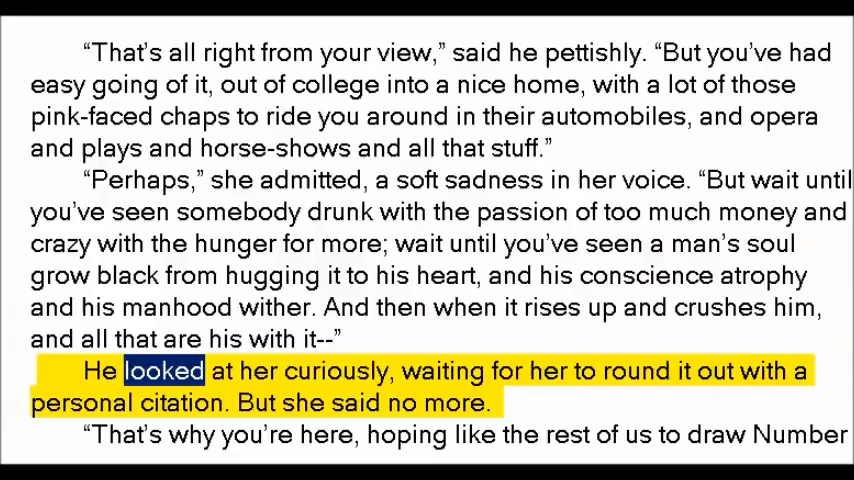 “That’s all right from your view,” said he pettishly. “But you’ve had
easy going of it, out of college into a nice home, with a lot of those
pink-faced chaps to ride you around in their automobiles, and opera
and plays and horse-shows and all that stuff.”
“Perhaps,” she admitted, a soft sadness in her voice. “But wait until
you’ve seen somebody drunk with the passion of too much money and
crazy with the hunger for more; wait until you’ve seen a man’s soul
grow black from hugging it to his heart, and his conscience atrophy
and his manhood wither. And then when it rises up and crushes him,
and all that are his with it--”
He looked at her curiously, waiting for her to round it out with a
personal citation. But she said no more.
“That’s why you’re here, hoping like the rest of us to draw Number